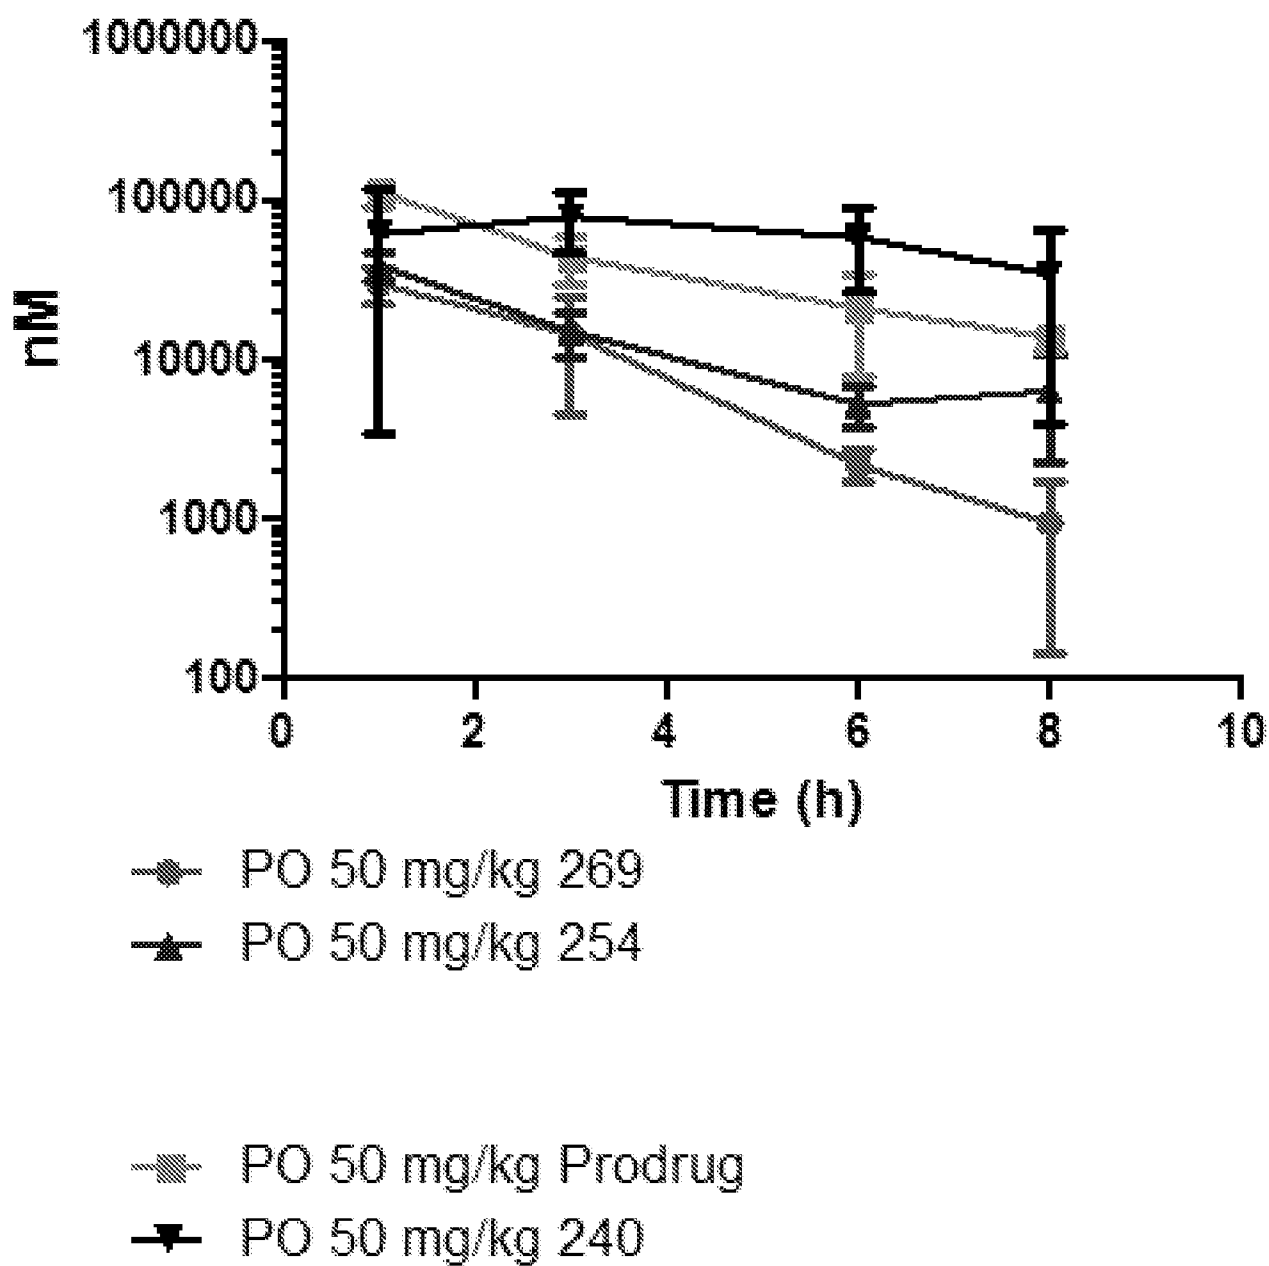 1000000
100000
10000
1000
100
nM
0 2 4 6 8 10
Time (h)
PO 50 mg/kg 269
PO 50 mg/kg 254
PO 50 mg/kg Prodrug
PO 50 mg/kg 240